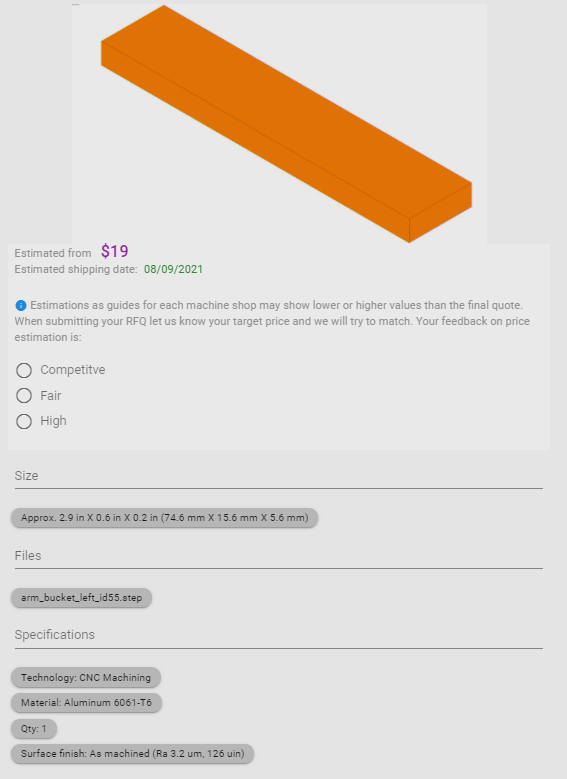 Estimated from $19
Estimated shipping date: 08/09/2021
Estimations as guides for each machine shop may show lower or higher values than the final quote.
When submitting your RFQ let us know your target price and we will try to match. Your feedback on price
estimation is:
Competitve
Fair
High
Size
Approx. 2.9 in X 0.6 in X 0.2 in (74.6 mm X 15.6 mm X 5.6 mm)
Files
arm_bucket_left_id55.step
Specifications
Technology: CNC Machining
Material: Aluminum 6061-T6
Qty: 1
Surface finish: As machined (Ra 3.2 um, 126 uin)